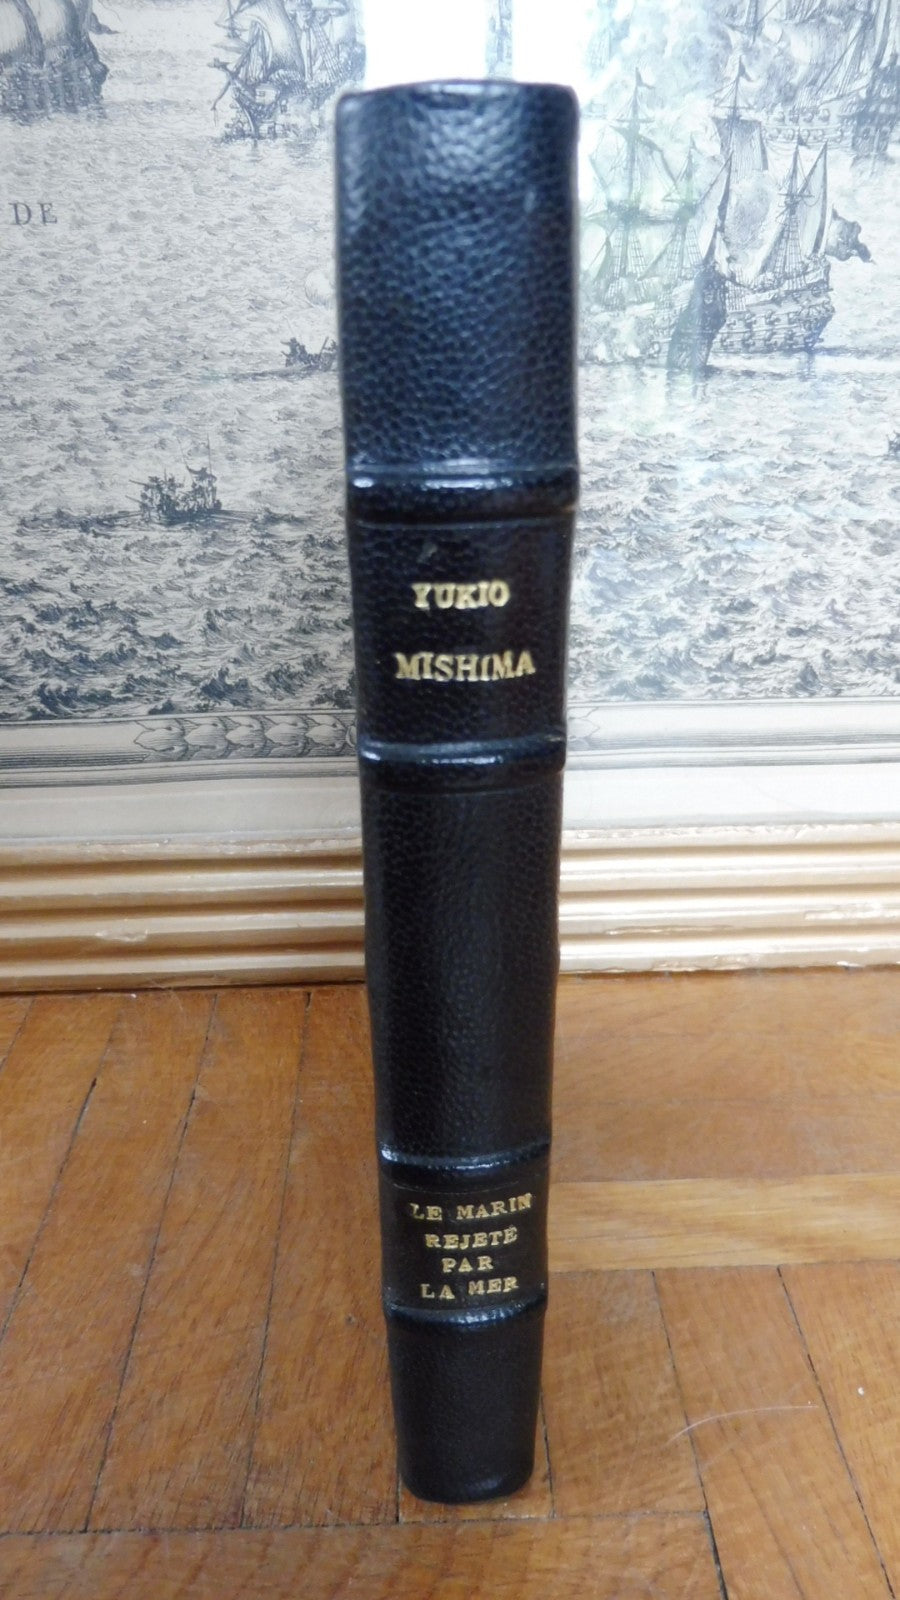 DE
YUKIO
MISHIMA
LE MARIN
REJETÉ
PAR
LA MER